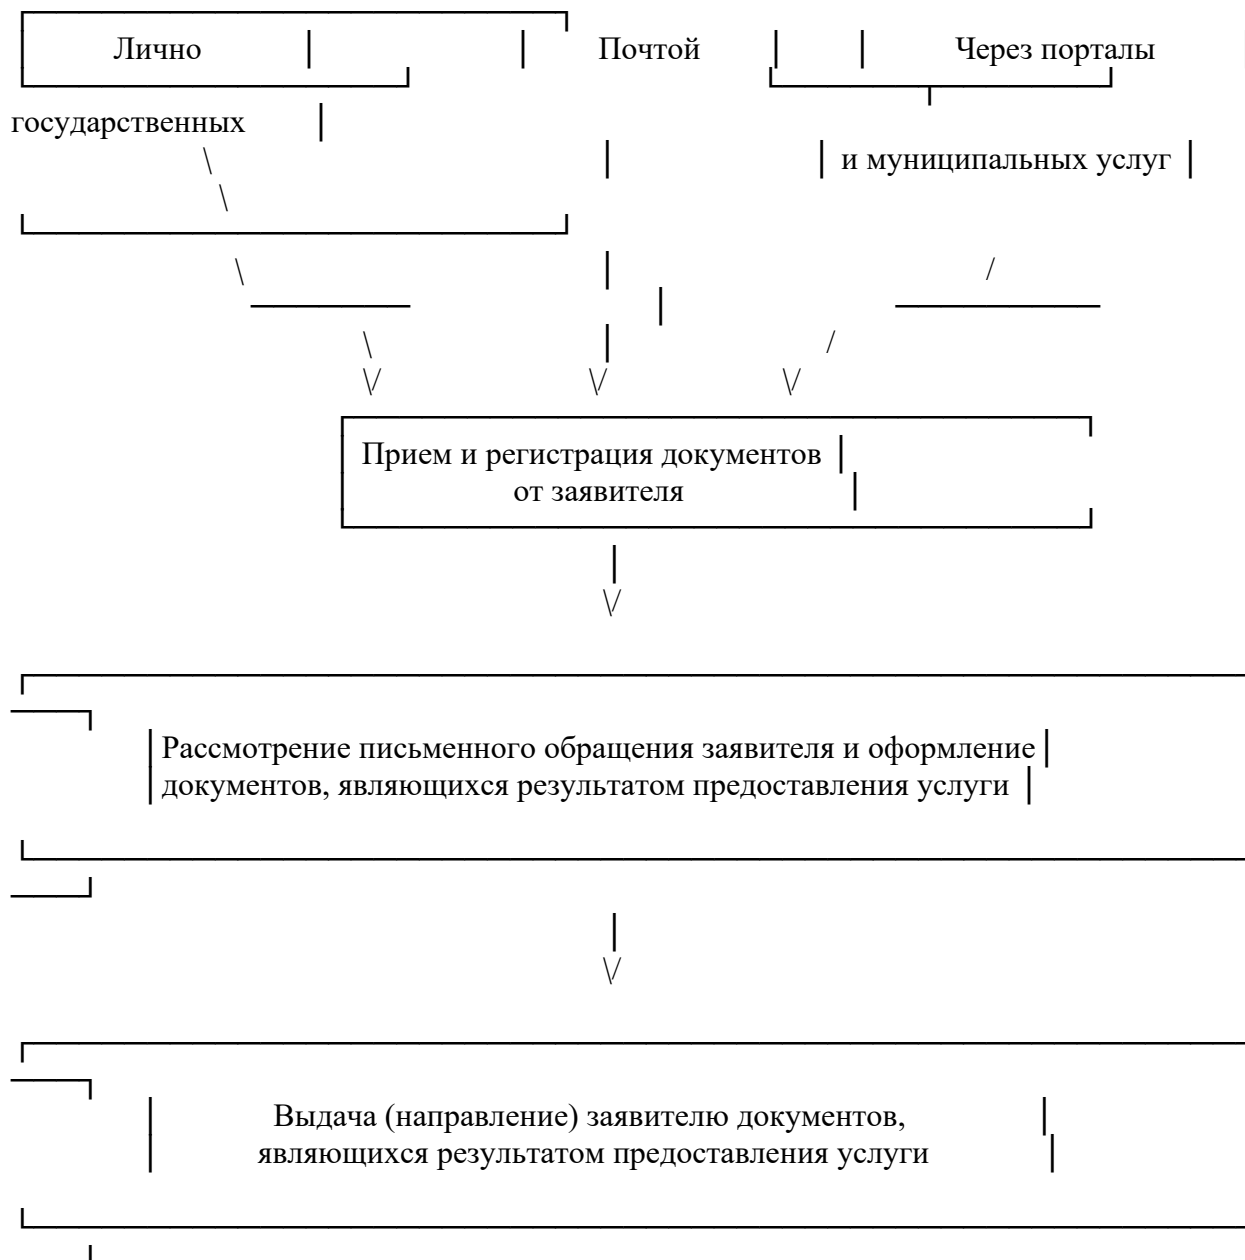 Лично Почтой Через порталы
государственных
и муниципальных услуг
Прием и регистрация документов
от заявителя
Рассмотрение письменного обращения заявителя и оформление
документов, являющихся результатом предоставления услуги
Выдача (направление) заявителю документов,
являющихся результатом предоставления услуги